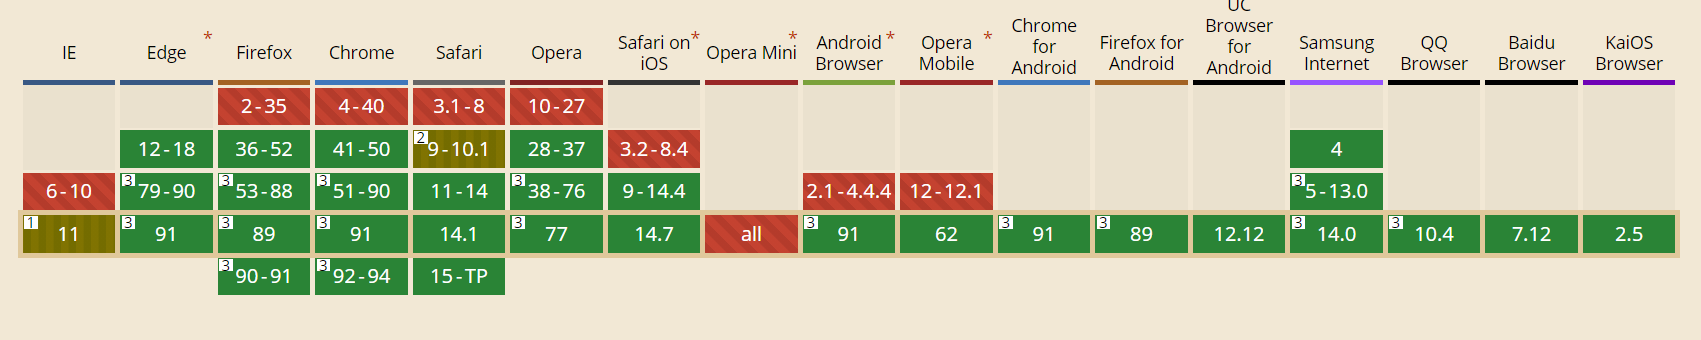 IE
Edge *
Firefox
Chrome
Safari
Opera
Safari on *
iOS
Opera Mini *
Android *
Browser
Opera *
Mobile
Chrome
for
Android
Firefox for
Android
UC
Browser
for
Android
Samsung
Internet
QQ
Browser
Baidu
Browser
KaiOS
Browser
2-35 4-40 3.1-8 10-27
12-18 36-52 41-50 2 9-10.1 28-37 3.2-8.4 4
6-10 3 79-90 3 53-88 3 51-90 11-14 3 38-76 9-14.4 2.1-4.4.4 12-12.1 3 5-13.0
1 11 3 91 3 89 3 91 14.1 3 77 14.7 all 3 91 62 3 91 3 89 12.12 3 14.0 3 10.4 7.12 2.5
3 90-91 3 92-94 15-TP